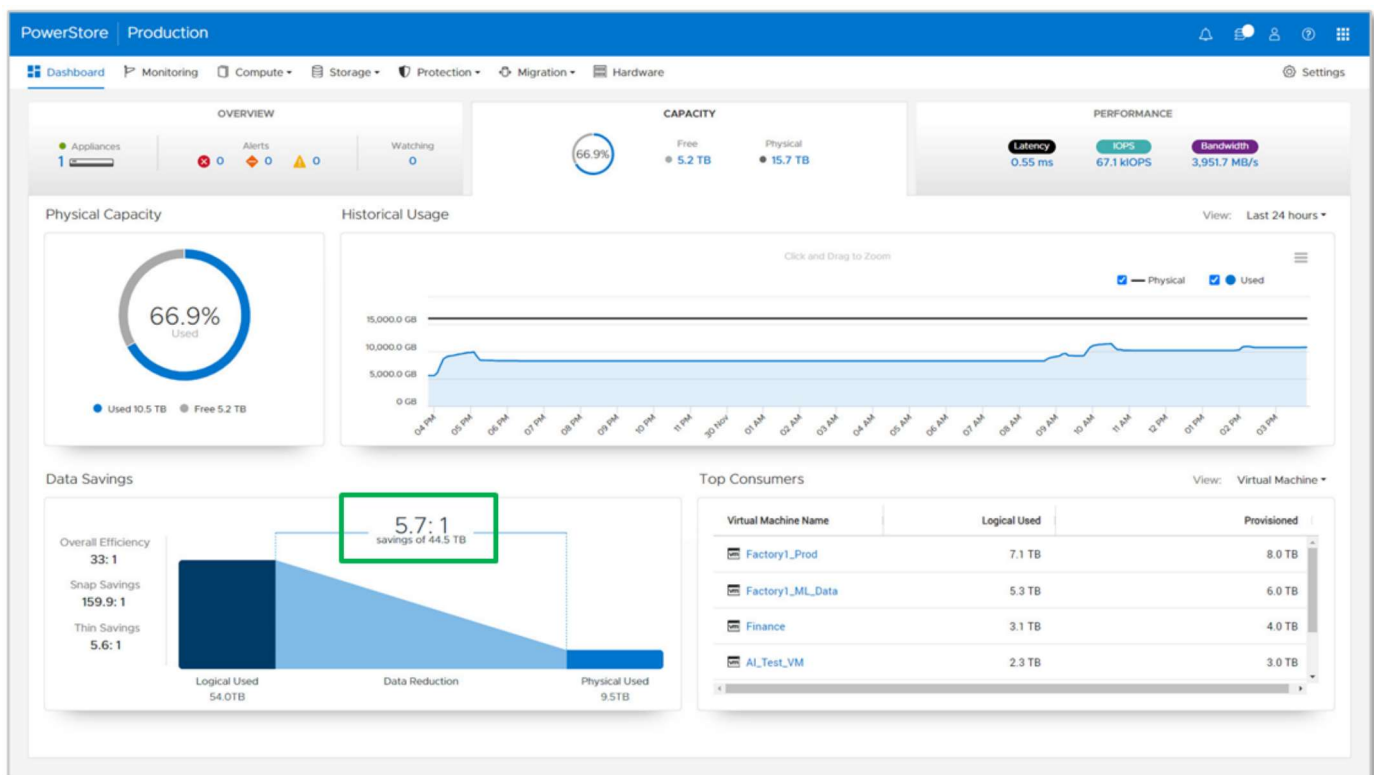 PowerStore Production
Dashboard Monitoring Compute Storage Protection Migration Hardware Settings
OVERVIEW
Appliances
1
Alerts
0 0 0
Watching
0
CAPACITY
66.9%
Free
5.2 TB
Physical
15.7 TB
PERFORMANCE
Latency
0.55 ms
IOPS
67.1 kIOPS
Bandwidth
3,951.7 MB/s
Physical Capacity
66.9%
Used
Used 10.5 TB Free 5.2 TB
Historical Usage
View: Last 24 hours
Click and Drag to Zoom
Physical Used
15,000.0 GB
10,000.0 GB
5,000.0 GB
0 GB
04 PM 05 PM 06 PM 07 PM 08 PM 09 PM 10 PM 11 PM 30 Nov 01 AM 02 AM 03 AM 04 AM 05 AM 06 AM 07 AM 08 AM 09 AM 10 AM 11 AM 12 PM 01 PM 02 PM 03 PM
Data Savings
Overall Efficiency
33: 1
Snap Savings
159.9: 1
Thin Savings
5.6: 1
5.7: 1
savings of 44.5 TB
Logical Used
54.0TB
Data Reduction
Physical Used
9.5TB
Top Consumers
View: Virtual Machine
Virtual Machine Name Logical Used Provisioned
vm Factory1_Prod 7.1 TB 8.0 TB
vm Factory1_ML_Data 5.3 TB 6.0 TB
vm Finance 3.1 TB 4.0 TB
vm AI_Test_VM 2.3 TB 3.0 TB